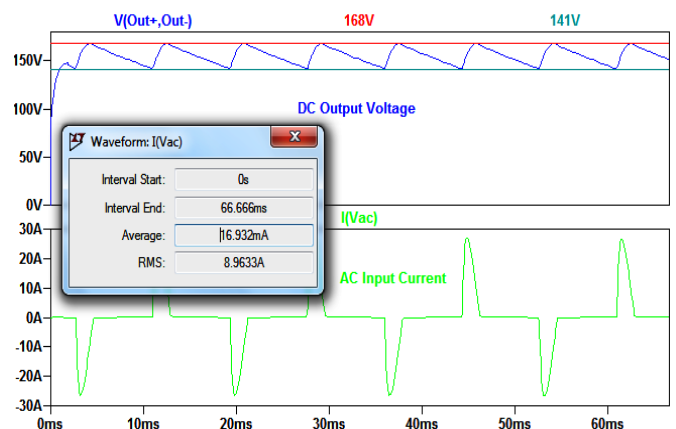 V(Out+,Out-) 168V 141V
150V
100V
DC Output Voltage
Waveform: I(Vac)
X
Interval Start: 0s
Interval End: 66.666ms
Average: 16.932mA
RMS: 8.9633A
50V
0V
I(Vac)
30A
20A
AC Input Current
10A
0A
-10A
-20A
-30A
0ms 10ms 20ms 30ms 40ms 50ms 60ms